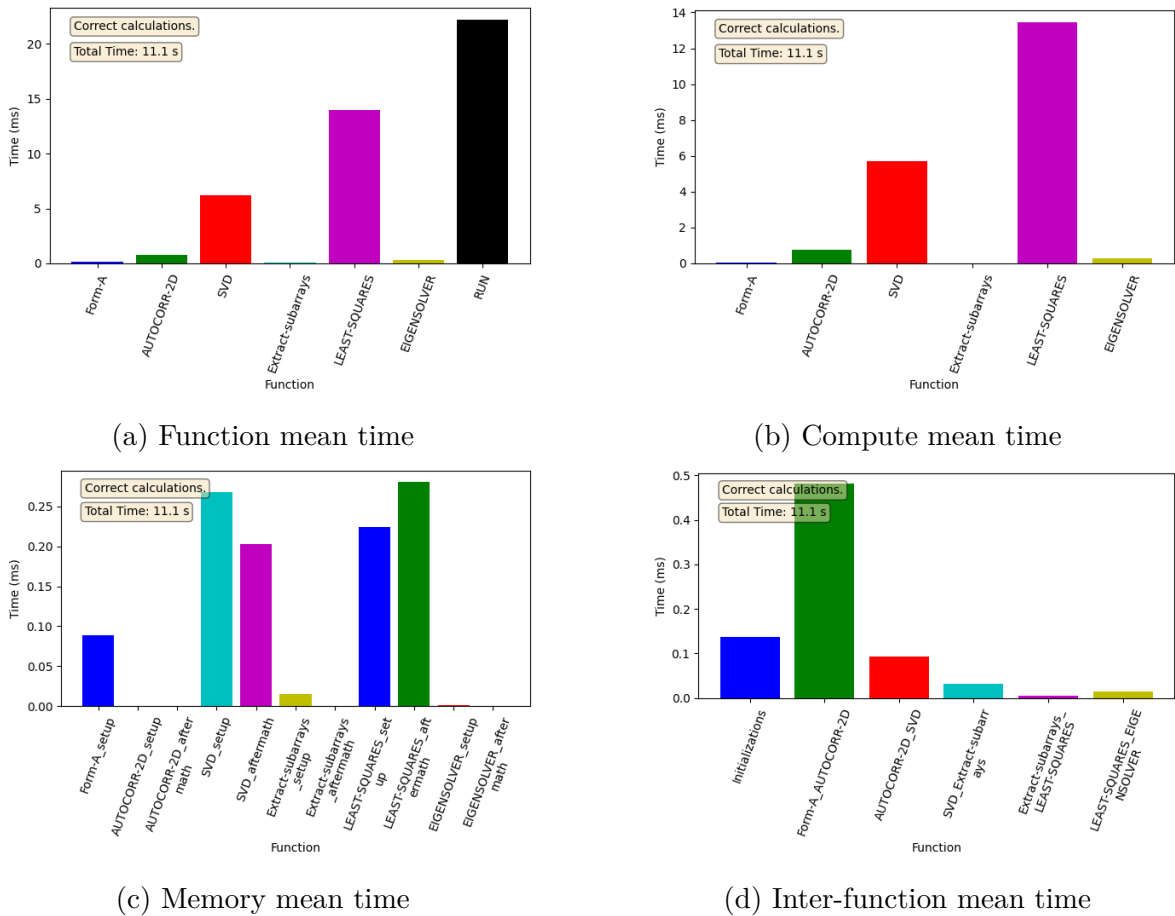 Correct calculations.
Total Time: 11.1 s
Time (ms)
20
15
10
5
0
Form-A
AUTOCORR-2D
SVD
Extract-subarrays
LEAST-SQUARES
EIGENSOLVER
RUN
Function
(a) Function mean time
Correct calculations.
Total Time: 11.1 s
Time (ms)
14
12
10
8
6
4
2
0
Form-A
AUTOCORR-2D
SVD
Extract-subarrays
LEAST-SQUARES
EIGENSOLVER
Function
(b) Compute mean time
Correct calculations.
Total Time: 11.1 s
Time (ms)
0.25
0.20
0.15
0.10
0.05
0.00
Form-A_setup
AUTOCORR-2D_setup
AUTOCORR-2D_after
math
SVD_setup
SVD_aftermath
Extract-subarrays
_setup
Extract-subarrays
_aftermath
LEAST-SQUARES_set
up
LEAST-SQUARES_aft
ermath
EIGENSOLVER_setup
EIGENSOLVER_after
math
Function
(c) Memory mean time
Correct calculations.
Total Time: 11.1 s
Time (ms)
0.5
0.4
0.3
0.2
0.1
0.0
Initializations
Form-A_AUTOCORR-2D
AUTOCORR-2D_SVD
SVD_Extract-subarr
ays
Extract-subarrays_
LEAST-SQUARES
LEAST-SQUARES_EIGE
NSOLVER
Function
(d) Inter-function mean time